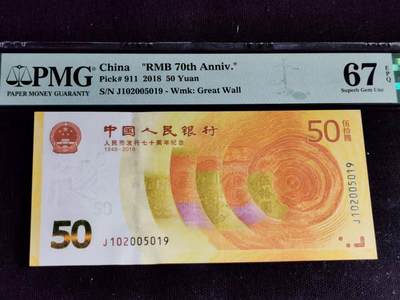 PMG
PAPER MONEY GUARANTY
China "RMB 70th Anniv."
Pick# 911 2018 50 Yuan
S/N J102005019 - Wmk: Great Wall
67 EPQ
Superb Gem Unc
中国人民银行
人民币发行七十周年纪念
1948-2018
50 伍拾圆
50
J102005019